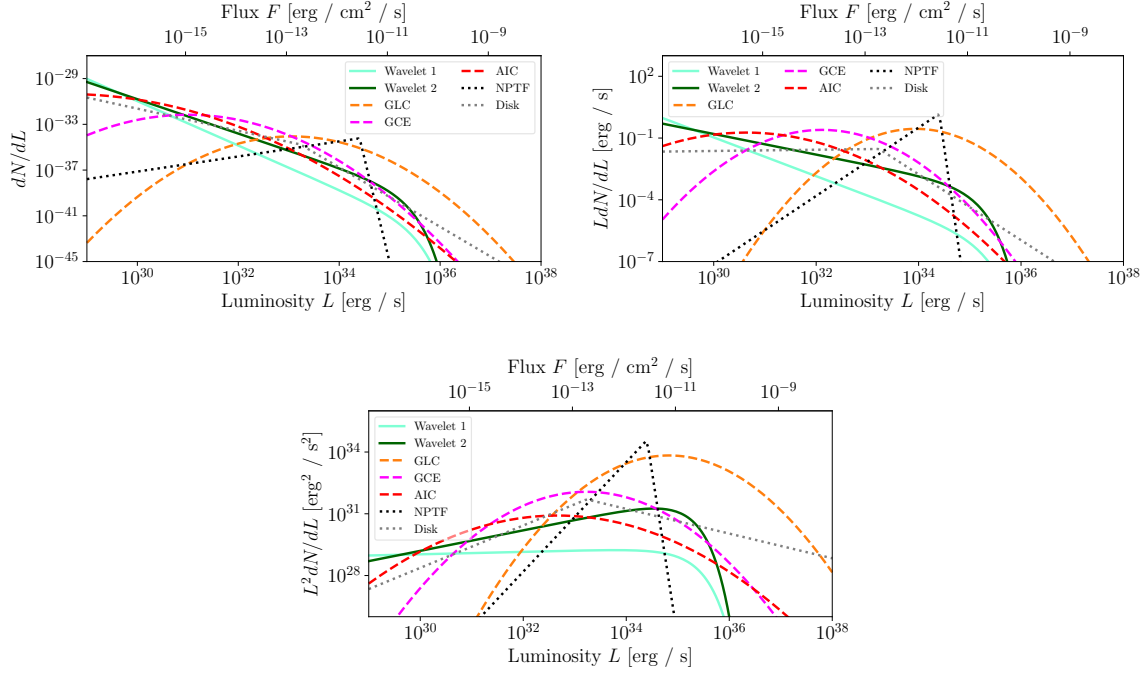 Flux F [erg / cm² / s]
10⁻¹⁵ 10⁻¹³ 10⁻¹¹ 10⁻⁹
dN/dL
10⁻²⁹
10⁻³³
10⁻³⁷
10⁻⁴¹
10⁻⁴⁵
Wavelet 1
Wavelet 2
GLC
GCE
AIC
NPTF
Disk
10³⁰ 10³² 10³⁴ 10³⁶ 10³⁸
Luminosity L [erg / s]
Flux F [erg / cm² / s]
10⁻¹⁵ 10⁻¹³ 10⁻¹¹ 10⁻⁹
LdN/dL [erg / s]
10²
10⁻¹
10⁻⁴
10⁻⁷
Wavelet 1
Wavelet 2
GLC
GCE
AIC
NPTF
Disk
10³⁰ 10³² 10³⁴ 10³⁶ 10³⁸
Luminosity L [erg / s]
Flux F [erg / cm² / s]
10⁻¹⁵ 10⁻¹³ 10⁻¹¹ 10⁻⁹
L²dN/dL [erg² / s²]
10³⁴
10³¹
10²⁸
Wavelet 1
Wavelet 2
GLC
GCE
AIC
NPTF
Disk
10³⁰ 10³² 10³⁴ 10³⁶ 10³⁸
Luminosity L [erg / s]